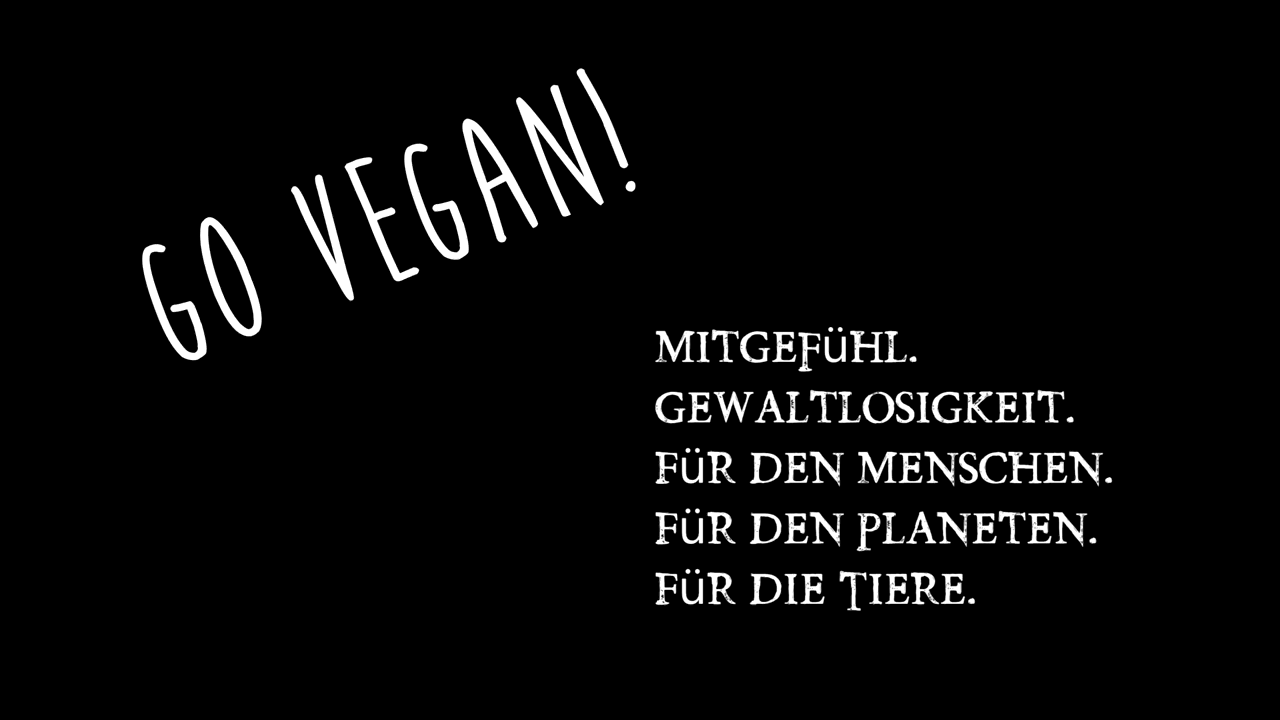 GO VEGAN!
MITGEFÜHL.
GEWALTLOSIGKEIT.
FÜR DEN MENSCHEN.
FÜR DEN PLANETEN.
FÜR DIE TIERE.